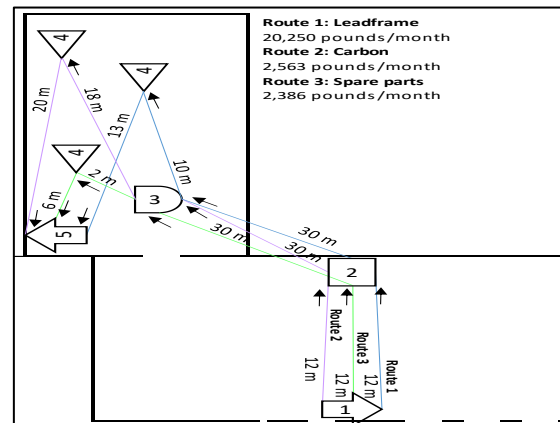 Route 1: Leadframe
20,250 pounds/month
Route 2: Carbon
2,563 pounds/month
Route 3: Spare parts
2,386 pounds/month
4
4
20 m
18 m
13 m
4
10 m
2 m
6 m
3
5
30 m
30 m
30 m
2
Route 2
Route 3
Route 1
12 m
12 m
12 m
1